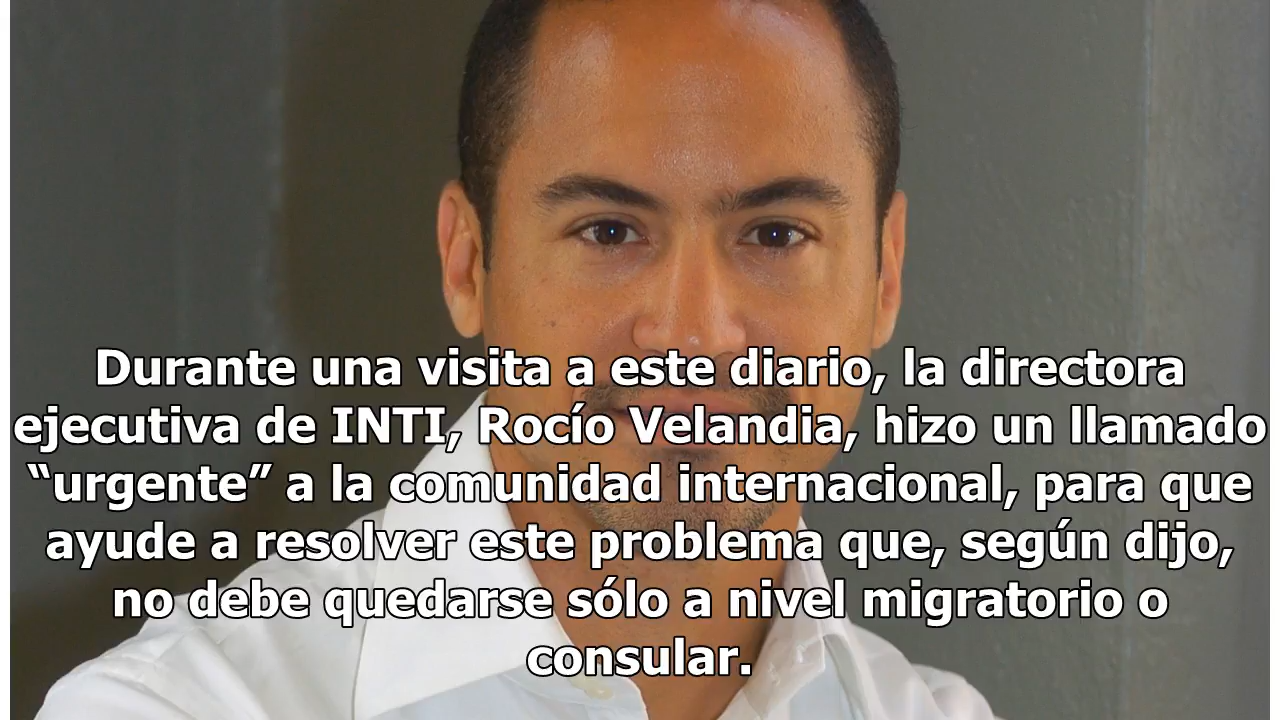 Durante una visita a este diario, la directora
ejecutiva de INTI, Rocío Velandia, hizo un llamado
“urgente” a la comunidad internacional, para que
ayude a resolver este problema que, según dijo,
no debe quedarse sólo a nivel migratorio o
consular.